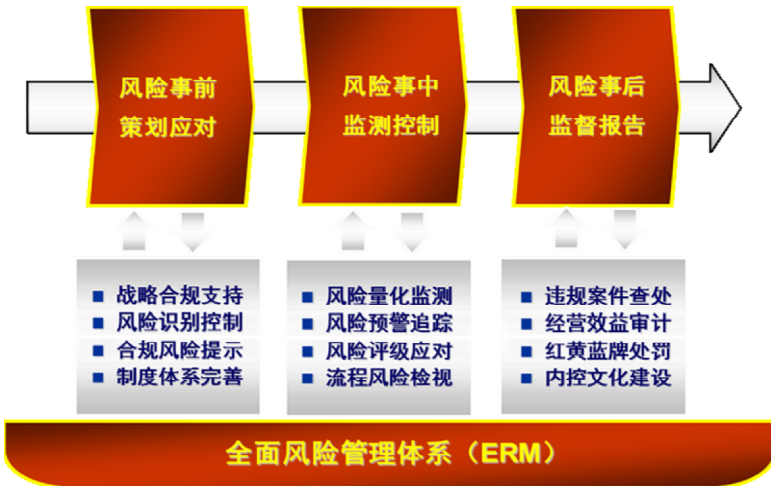 风险事前
策划应对
风险事中
监测控制
风险事后
监督报告
战略合规支持
风险识别控制
合规风险提示
制度体系完善
风险量化监测
风险预警追踪
风险评级应对
流程风险检视
违规案件查处
经营效益审计
红黄蓝牌处罚
内控文化建设
全面风险管理体系（ERM）